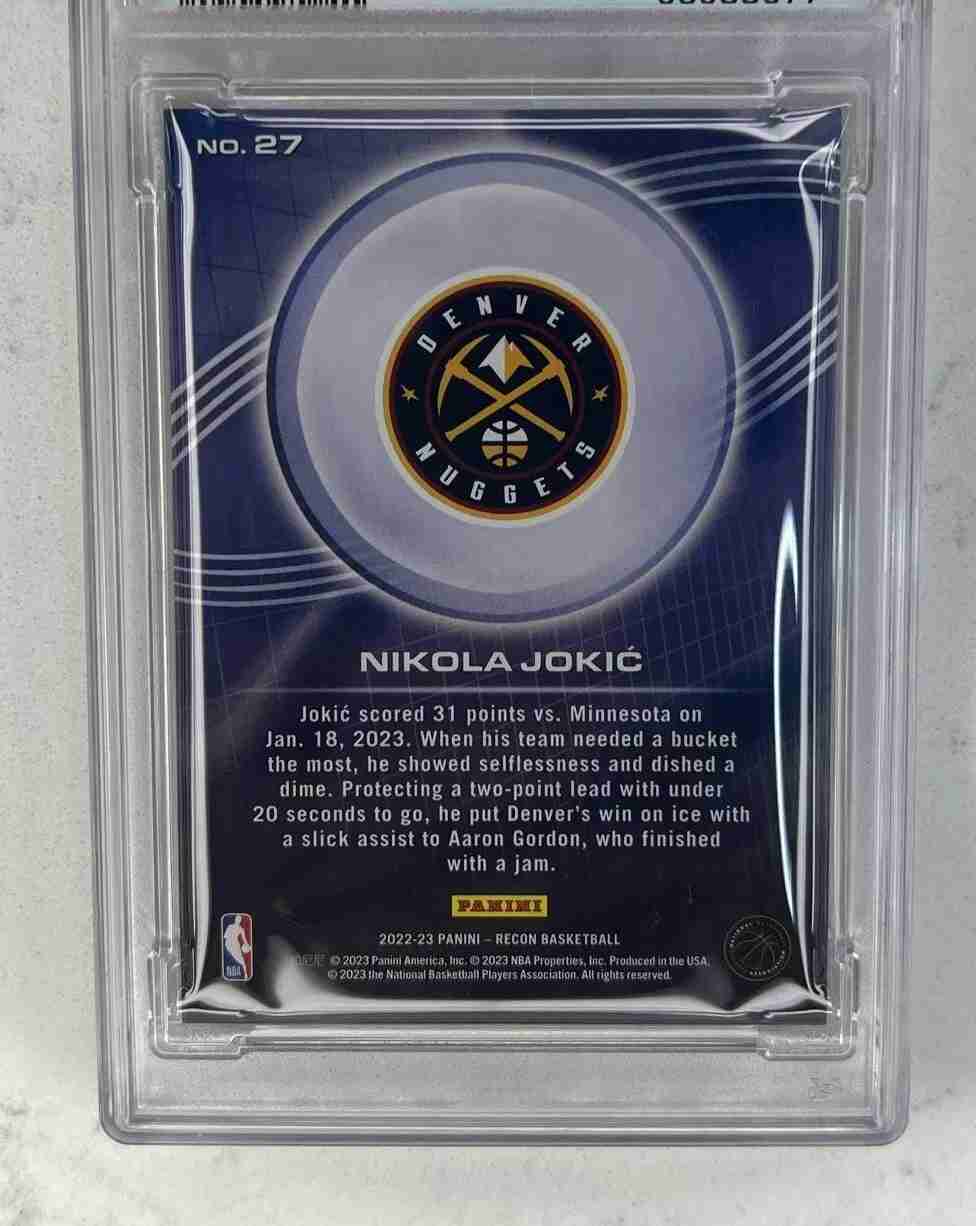 NO. 27
DENVER
NUGGETS
NIKOLA JOKIĆ
Jokić scored 31 points vs. Minnesota on
Jan. 18, 2023. When his team needed a bucket
the most, he showed selflessness and dished a
dime. Protecting a two-point lead with under
20 seconds to go, he put Denver's win on ice with
a slick assist to Aaron Gordon, who finished
with a jam.
PANINI
2022-23 PANINI – RECON BASKETBALL
© 2023 Panini America, Inc. © 2023 NBA Properties, Inc. Produced in the USA.
© 2023 the National Basketball Players Association. All rights reserved.
NBA